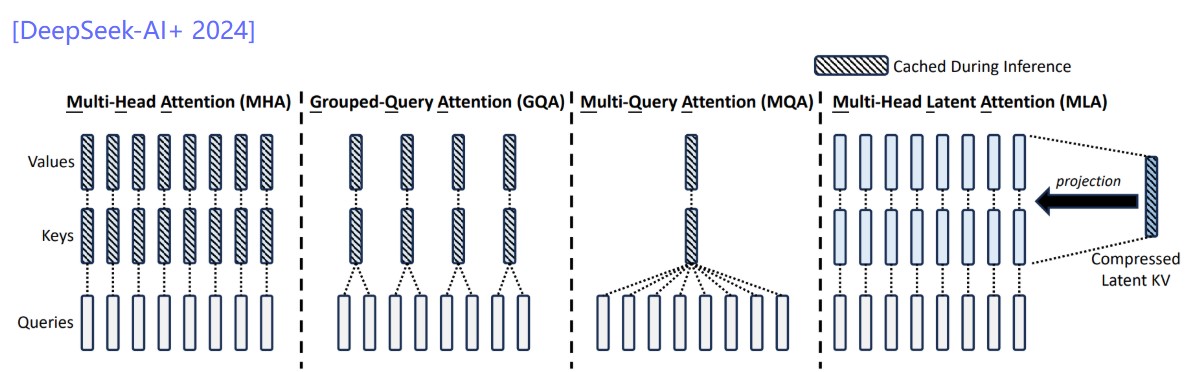 [DeepSeek-AI+ 2024]
Cached During Inference
Multi-Head Attention (MHA)
Grouped-Query Attention (GQA)
Multi-Query Attention (MQA)
Multi-Head Latent Attention (MLA)
Values
Keys
Queries
projection
Compressed
Latent KV